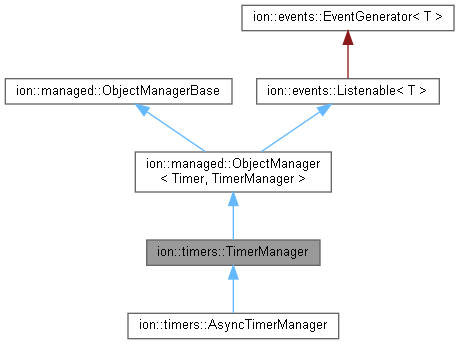 ion::events::EventGenerator< T >
ion::managed::ObjectManagerBase
ion::events::Listenable< T >
ion::managed::ObjectManager
< Timer, TimerManager >
ion::timers::TimerManager
ion::timers::AsyncTimerManager